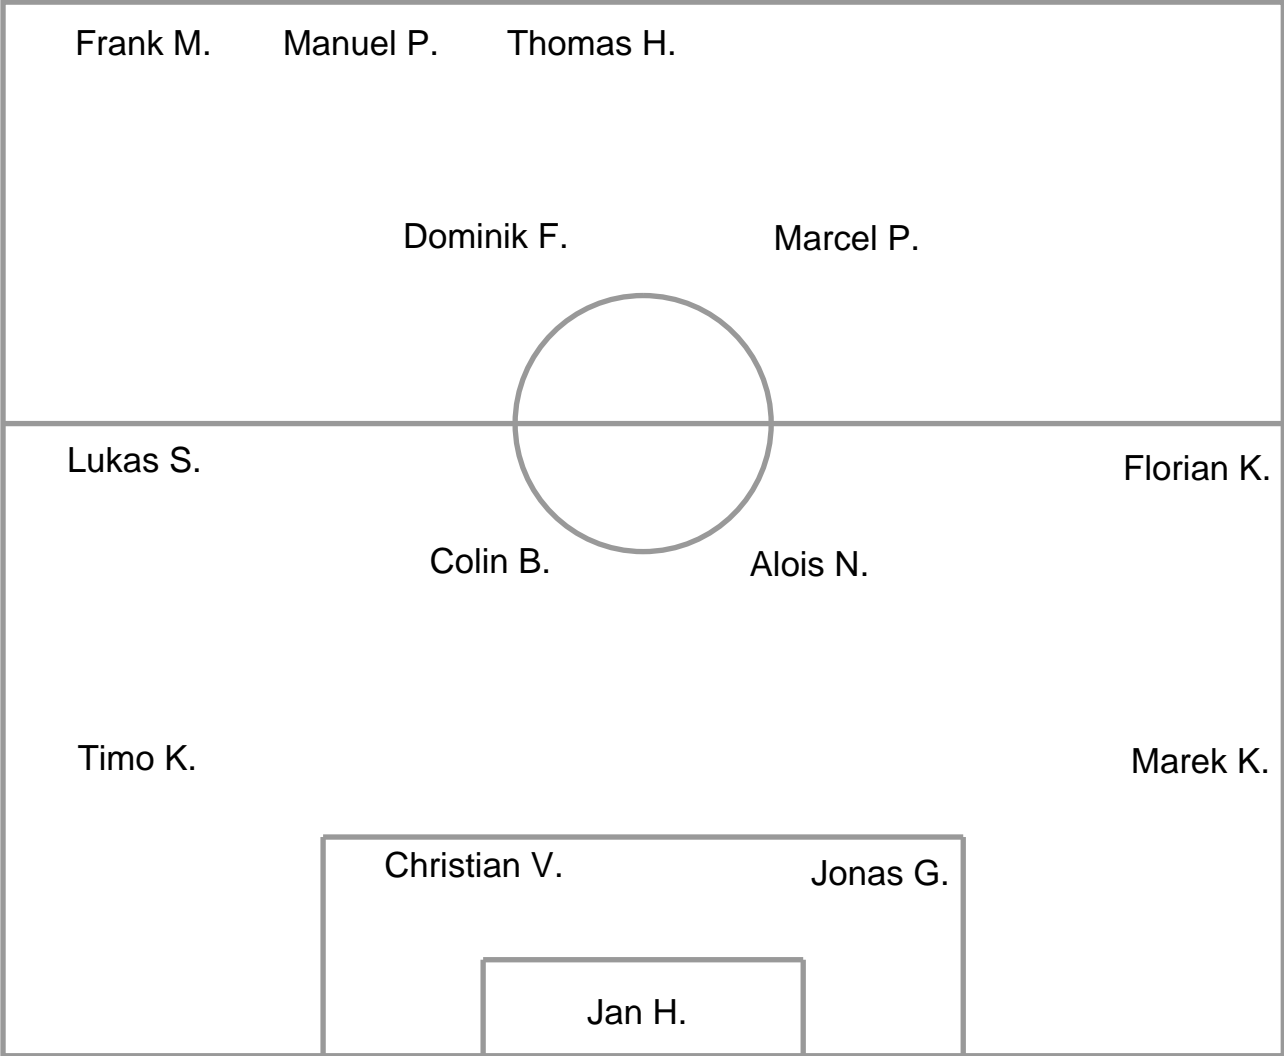 Frank M. Manuel P. Thomas H.
Dominik F. Marcel P.
Lukas S. Florian K.
Colin B. Alois N.
Timo K. Marek K.
Christian V. Jonas G.
Jan H.